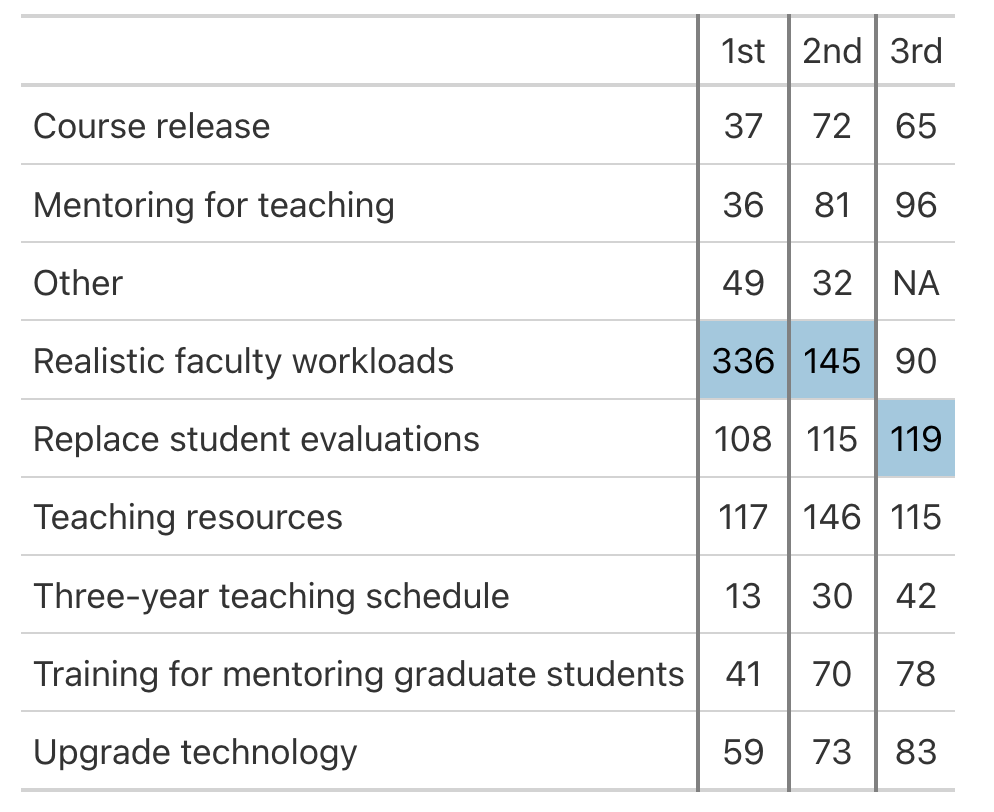 1st 2nd 3rd
Course release 37 72 65
Mentoring for teaching 36 81 96
Other 49 32 NA
Realistic faculty workloads 336 145 90
Replace student evaluations 108 115 119
Teaching resources 117 146 115
Three-year teaching schedule 13 30 42
Training for mentoring graduate students 41 70 78
Upgrade technology 59 73 83